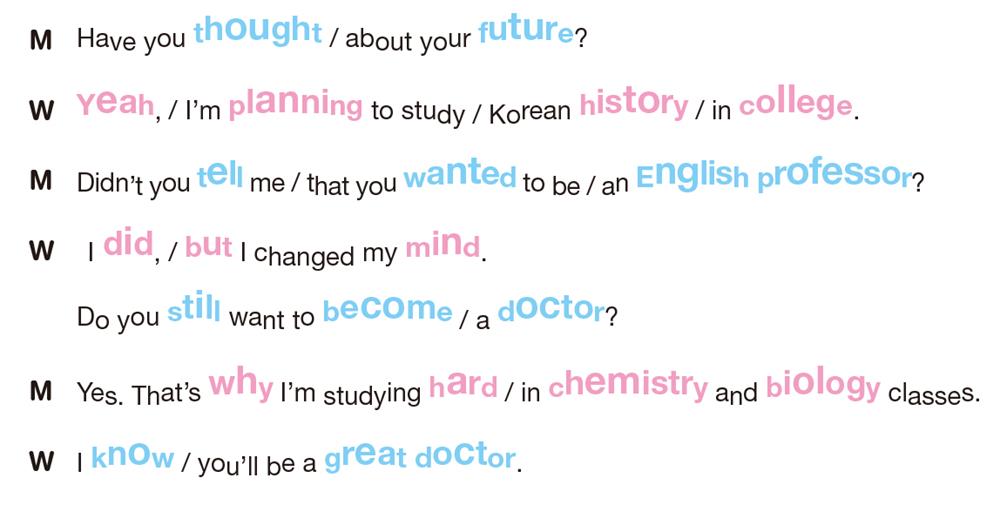 M Have you thought / about your future?
W Yeah, / I'm planning to study / Korean history / in college.
M Didn't you tell me / that you wanted to be / an English professor?
W I did, / but I changed my mind.
Do you still want to become / a doctor?
M Yes. That's why I'm studying hard / in chemistry and biology classes.
W I know / you'll be a great doctor.